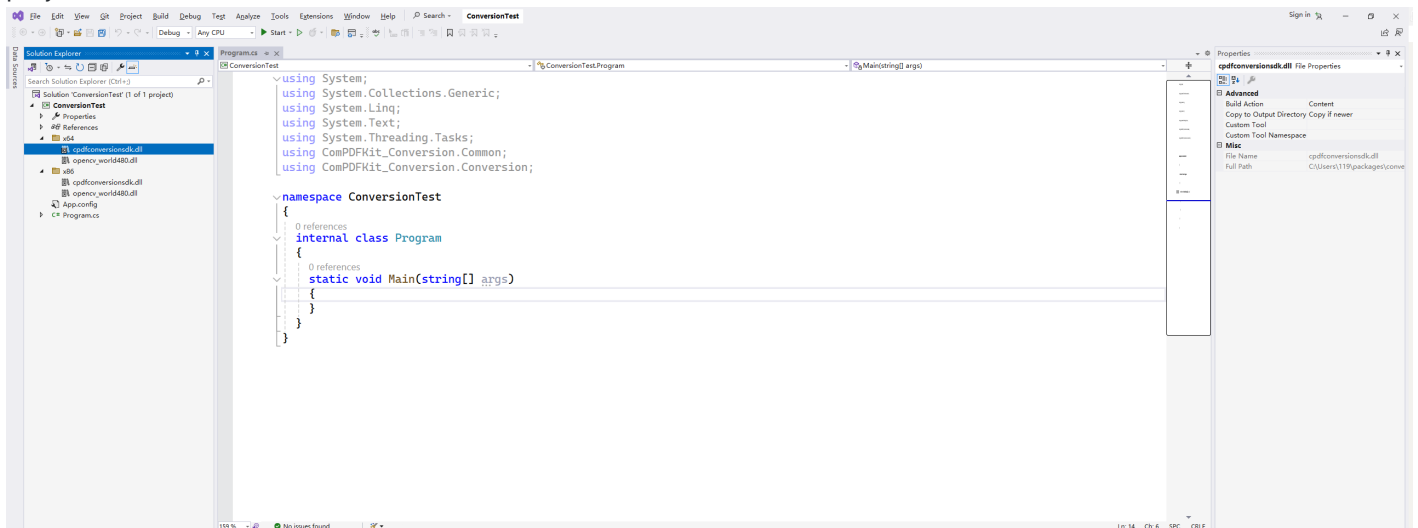 File Edit View Git Project Build Debug Test Analyze Tools Extensions Window Help Search ConversionTest Sign in
Debug Any CPU Start
Data Sources
Solution Explorer
Search Solution Explorer (Ctrl+;)
Solution 'ConversionTest' (1 of 1 project)
ConversionTest
Properties
References
x64
cpdfconversionsdk.dll
opencv_world480.dll
x86
cpdfconversionsdk.dll
opencv_world480.dll
App.config
C# Program.cs
Program.cs
ConversionTest ConversionTest.Program Main(string[] args)
using System;
using System.Collections.Generic;
using System.Linq;
using System.Text;
using System.Threading.Tasks;
using ComPDFKit_Conversion.Common;
using ComPDFKit_Conversion.Conversion;
namespace ConversionTest
{
0 references
internal class Program
{
0 references
static void Main(string[] args)
{
}
}
}
159 % No issues found Ln: 14 Ch: 6 SPC CRLF
Properties
cpdfconversionsdk.dll File Properties
Advanced
Build Action Content
Copy to Output Directory Copy if newer
Custom Tool
Custom Tool Namespace
Misc
File Name cpdfconversionsdk.dll
Full Path C:\Users\119\packages\conve